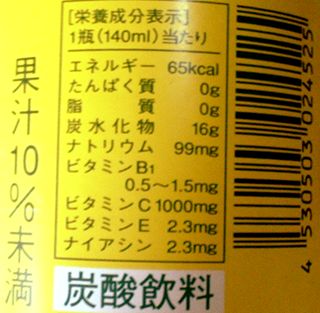 [栄養成分表示]
1瓶(140ml)当たり
エネルギー 65kcal
たんぱく質 0g
脂 質 0g
炭水化物 16g
ナトリウム 99mg
ビタミンB1
0.5～1.5mg
ビタミンC 1000mg
ビタミンE 2.3mg
ナイアシン 2.3mg
炭酸飲料
果汁10%未満
4 530503 024525